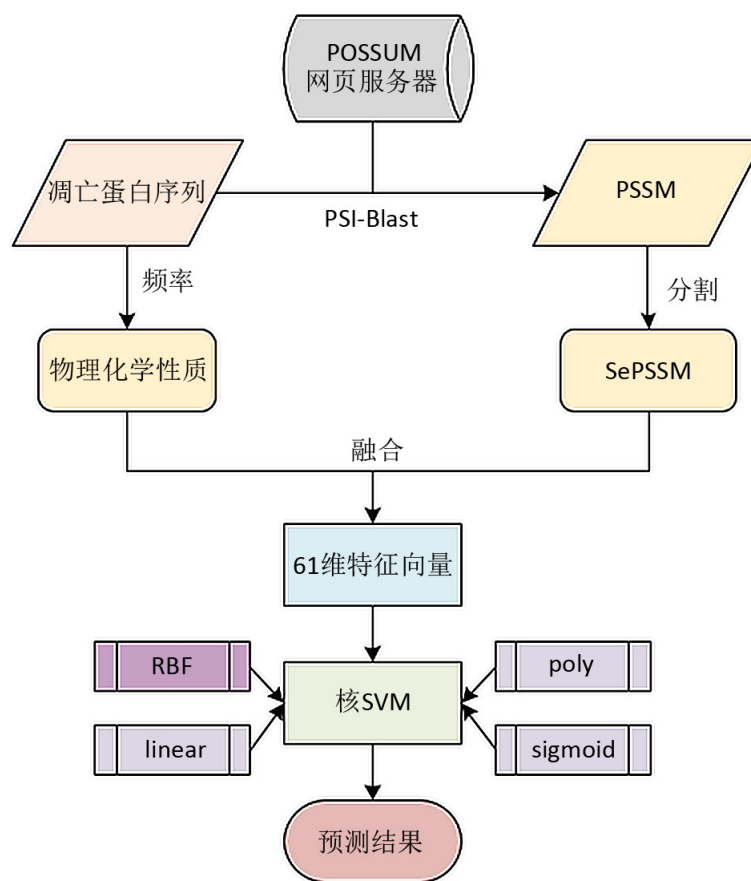 POSSUM
网页服务器
凋亡蛋白序列
PSI-Blast
PSSM
频率
分割
物理化学性质
SePSSM
融合
61维特征向量
RBF
poly
核SVM
linear
sigmoid
预测结果